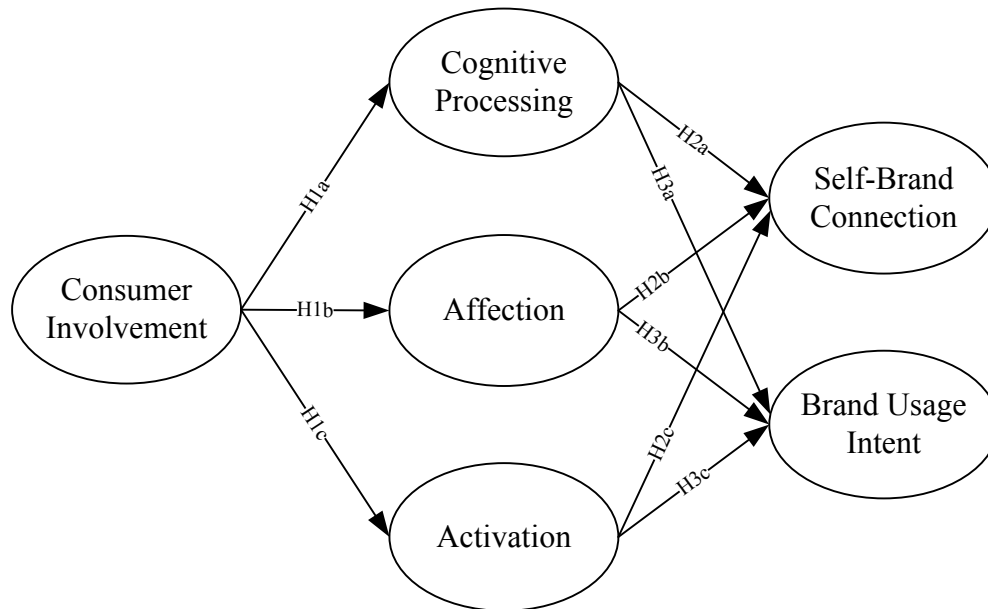 Cognitive
Processing
H1a
H2a
H3a
Self-Brand
Connection
Consumer
Involvement
H1b
Affection
H2b
H3b
H1c
Brand Usage
Intent
H2c
H3c
Activation